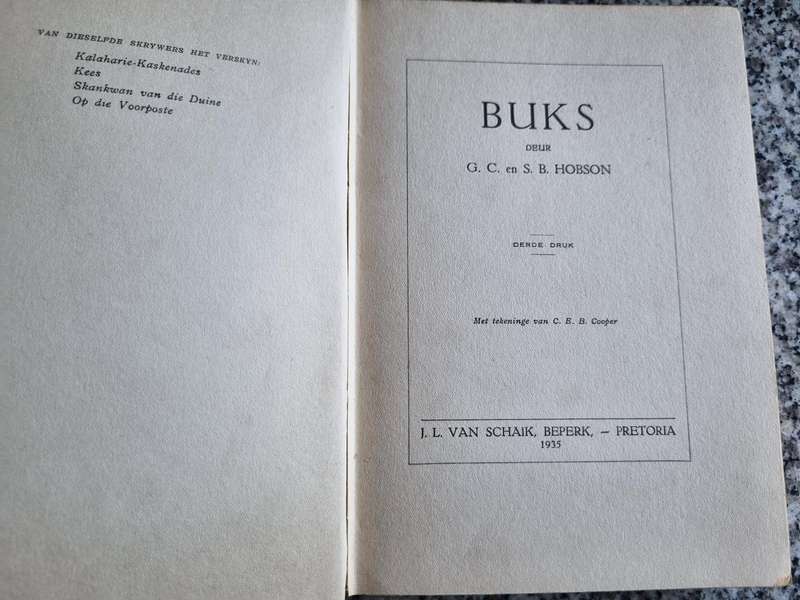 VAN DIESELFDE SKRYWERS HET VERSKYN:
Kalaharie-Kaskenades
Kees
Skankwan van die Duine
Op die Voorposte
BUKS
DEUR
G. C. en S. B. HOBSON
DERDE DRUK
Met tekeninge van C. E. B. Cooper
J. L. VAN SCHAIK, BEPERK, — PRETORIA
1935